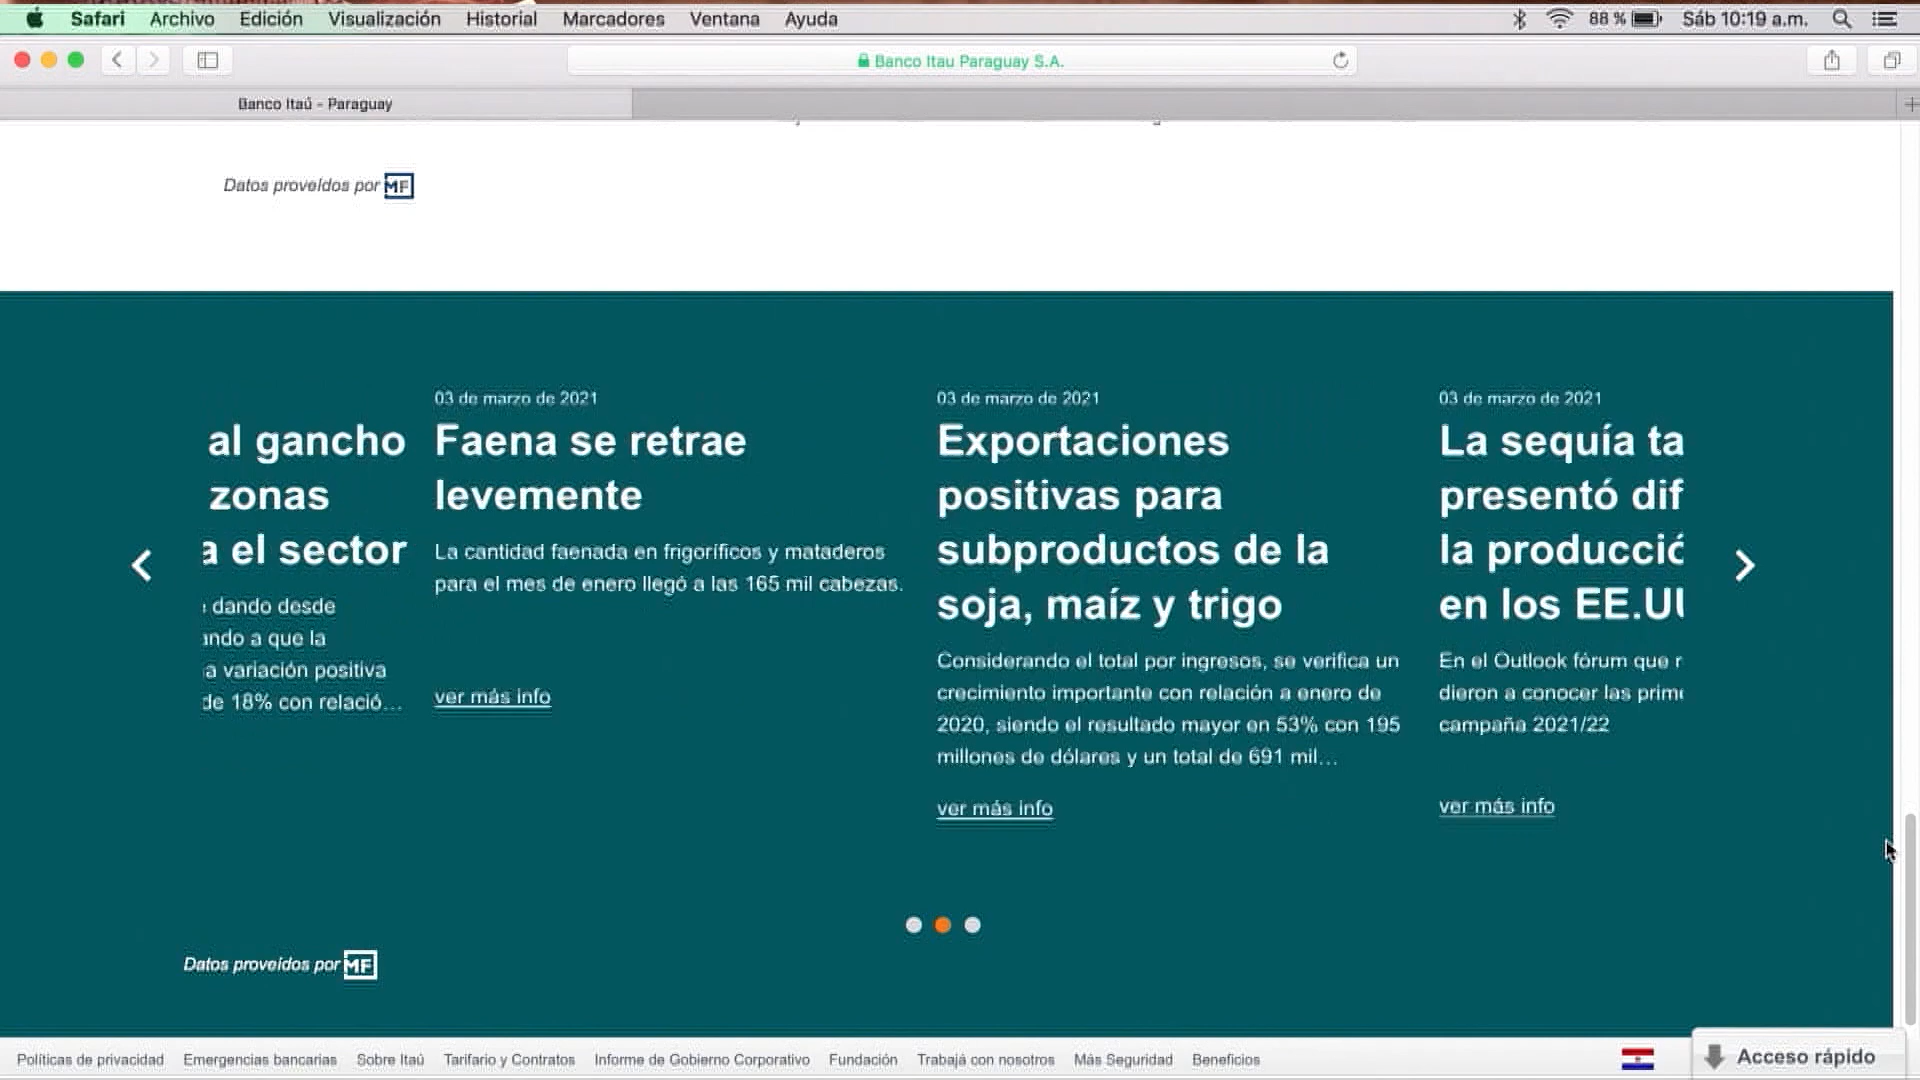 Safari Archivo Edición Visualización Historial Marcadores Ventana Ayuda 88 % Sáb 10:19 a.m.
Banco Itau Paraguay S.A.
Banco Itaú - Paraguay
Datos proveídos por MF
al gancho
zonas
a el sector
dando desde
ando a que la
a variación positiva
de 18% con relació...
03 de marzo de 2021
Faena se retrae
levemente
La cantidad faenada en frigoríficos y mataderos
para el mes de enero llegó a las 165 mil cabezas.
ver más info
03 de marzo de 2021
Exportaciones
positivas para
subproductos de la
soja, maíz y trigo
Considerando el total por ingresos, se verifica un
crecimiento importante con relación a enero de
2020, siendo el resultado mayor en 53% con 195
millones de dólares y un total de 691 mil...
ver más info
03 de marzo de 2021
La sequía ta
presentó dif
la producció
en los EE.UU
En el Outlook fórum que
dieron a conocer las prime
campaña 2021/22
ver más info
Datos proveídos por MF
Políticas de privacidad Emergencias bancarias Sobre Itaú Tarifario y Contratos Informe de Gobierno Corporativo Fundación Trabajá con nosotros Más Seguridad Beneficios
Acceso rápido